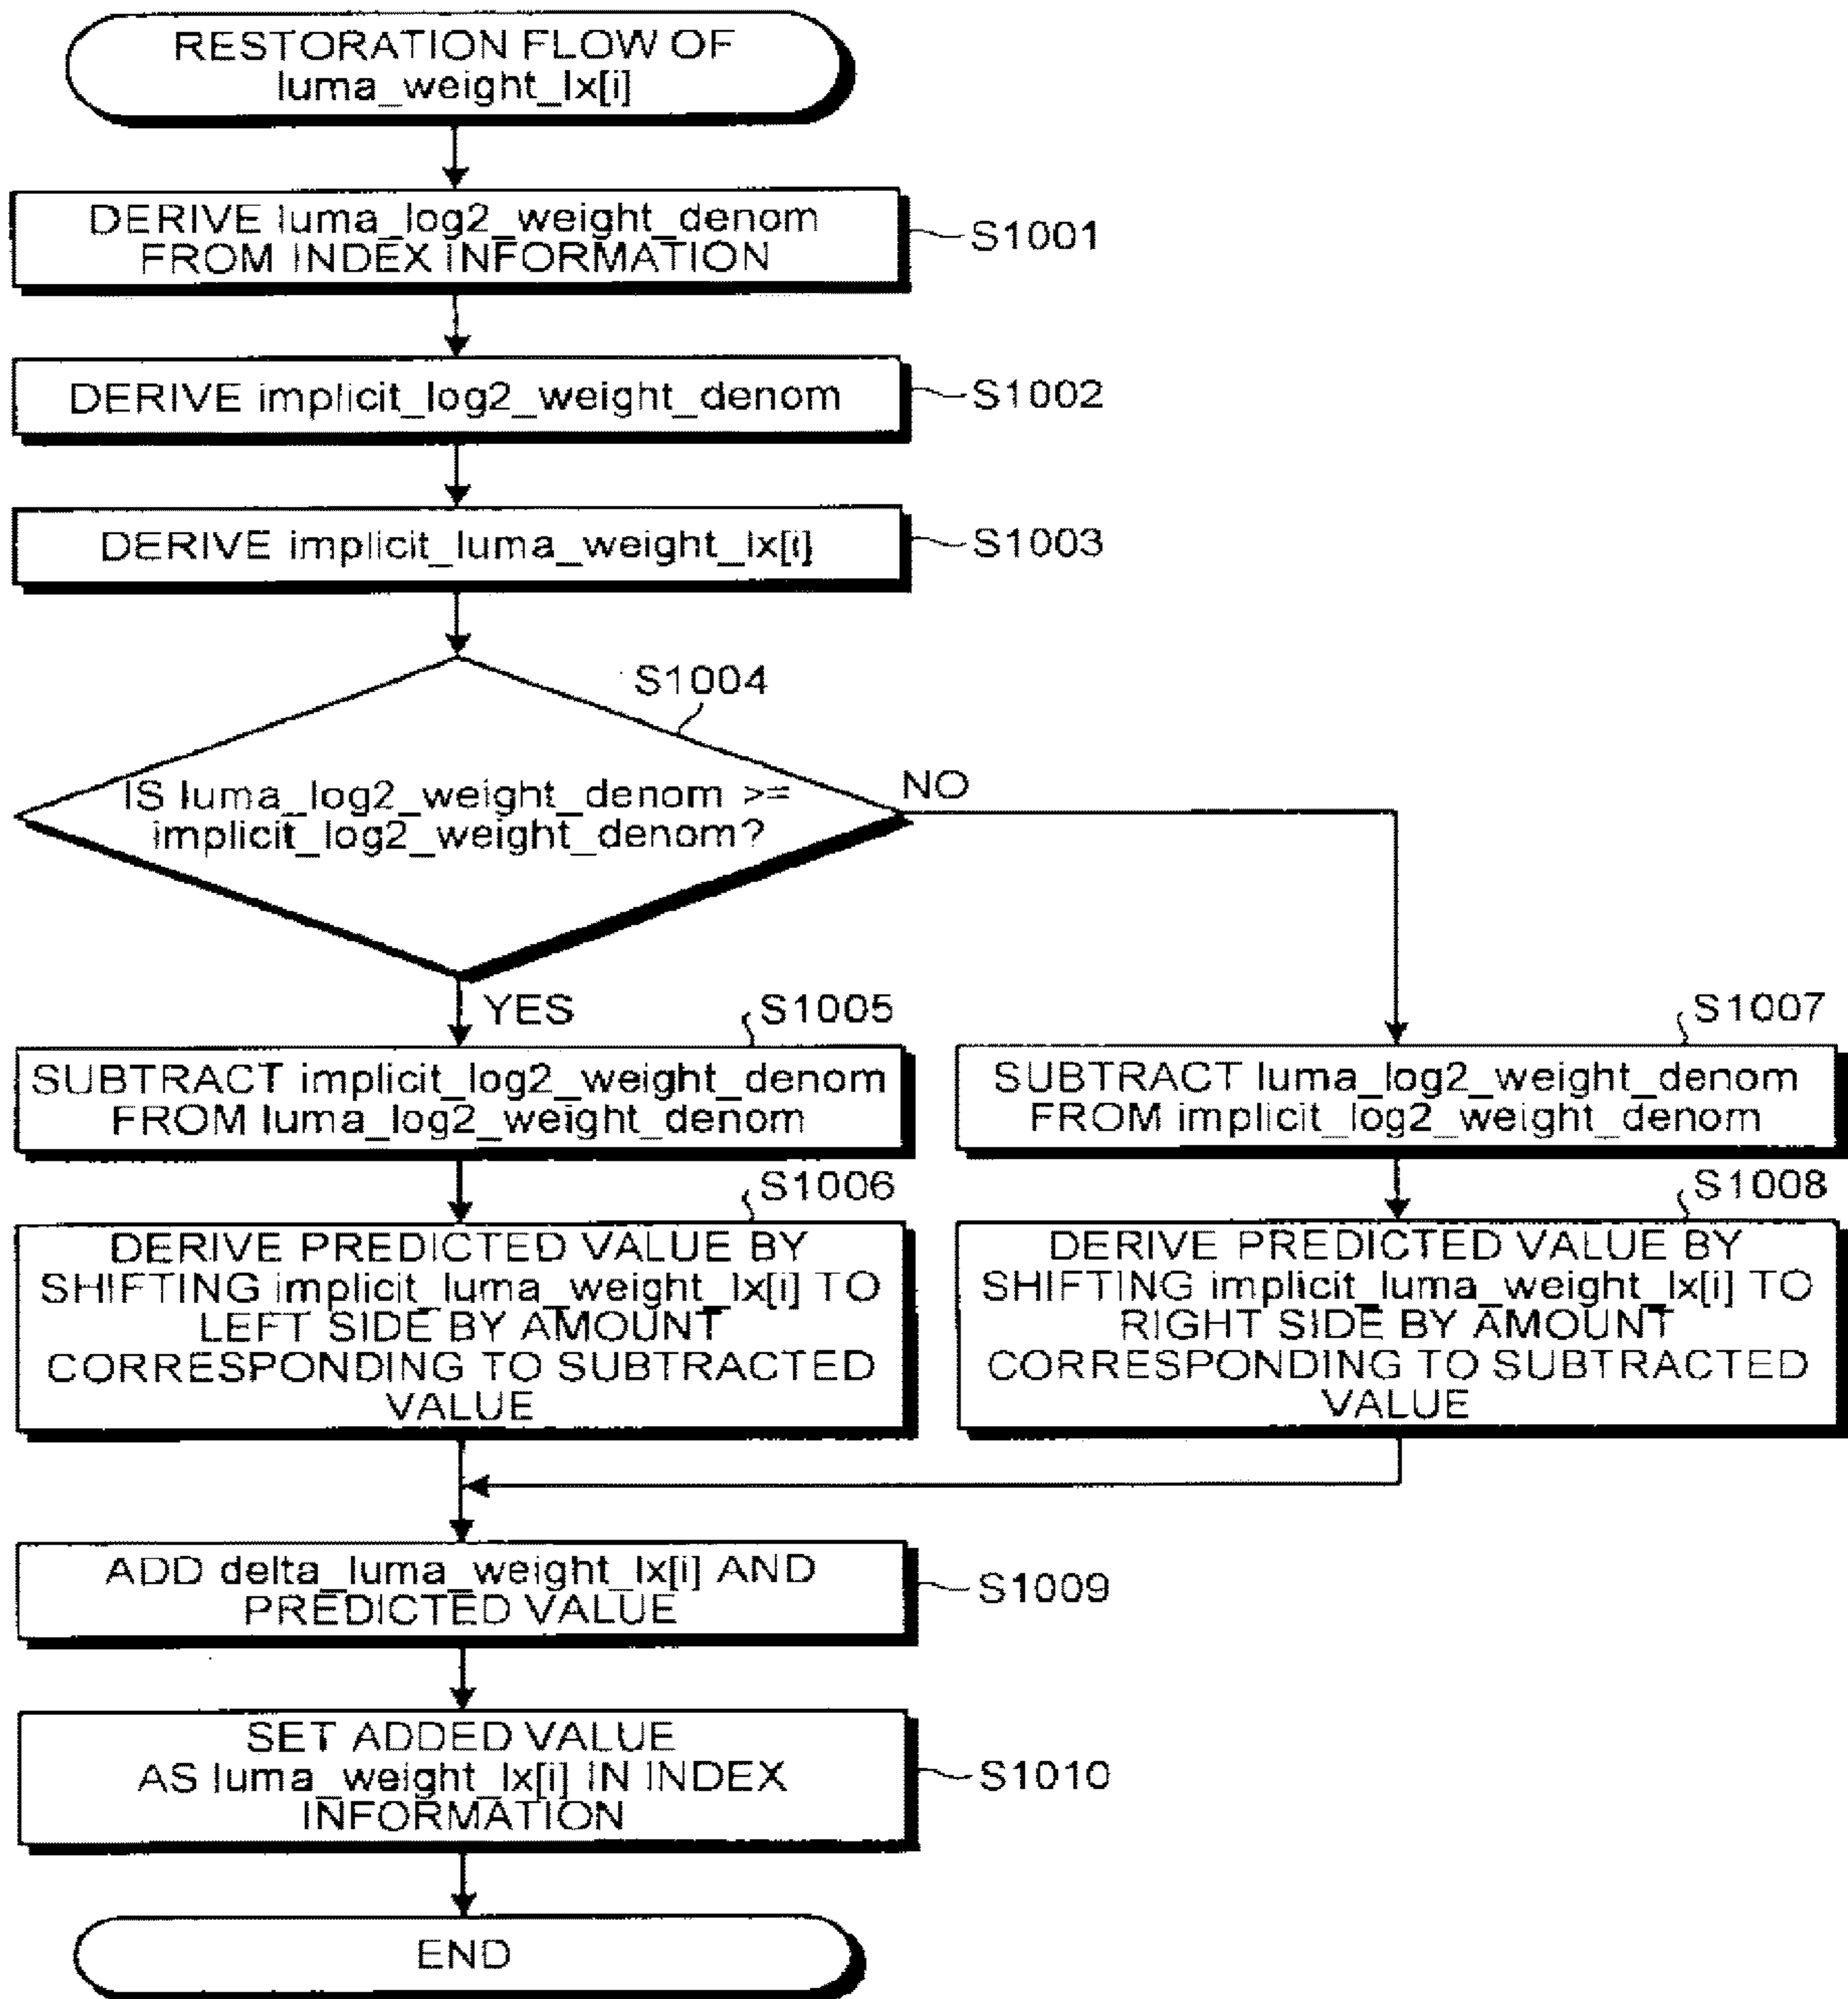 RESTORATION FLOW OF
luma_weight_lx[i]
DERIVE luma_log2_weight_denom
FROM INDEX INFORMATION
S1001
DERIVE implicit_log2_weight_denom
S1002
DERIVE implicit_luma_weight_lx[i]
S1003
S1004
IS luma_log2_weight_denom >=
implicit_log2_weight_denom?
NO
YES
S1005
SUBTRACT implicit_log2_weight_denom
FROM luma_log2_weight_denom
S1007
SUBTRACT luma_log2_weight_denom
FROM implicit_log2_weight_denom
S1006
DERIVE PREDICTED VALUE BY
SHIFTING implicit_luma_weight_lx[i] TO
LEFT SIDE BY AMOUNT
CORRESPONDING TO SUBTRACTED
VALUE
S1008
DERIVE PREDICTED VALUE BY
SHIFTING implicit_luma_weight_lx[i] TO
RIGHT SIDE BY AMOUNT
CORRESPONDING TO SUBTRACTED
VALUE
ADD delta_luma_weight_lx[i] AND
PREDICTED VALUE
S1009
SET ADDED VALUE
AS luma_weight_lx[i] IN INDEX
INFORMATION
S1010
END